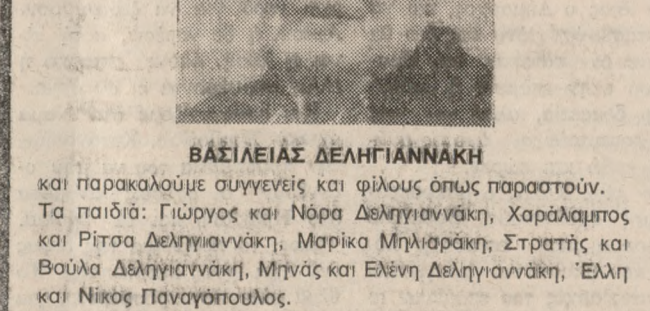 ΒΑΣΙΛΕΙΑΣ ΔΕΛΗΓΙΑΝΝΑΚΗ
και παρακαλούμε συγγενείς και φίλους όπως παραστούν.
Τα παιδιά: Γιώργος και Νόρα Δεληγιαννάκη, Χαράλαμπος
και Ρίτσα Δεληγιαννάκη, Μαρίκα Μηλιαράκη, Στρατής και
Βούλα Δεληγιαννάκη, Μηνάς και Ελένη Δεληγιαννάκη, Έλλη
και Νίκος Παναγόπουλος.